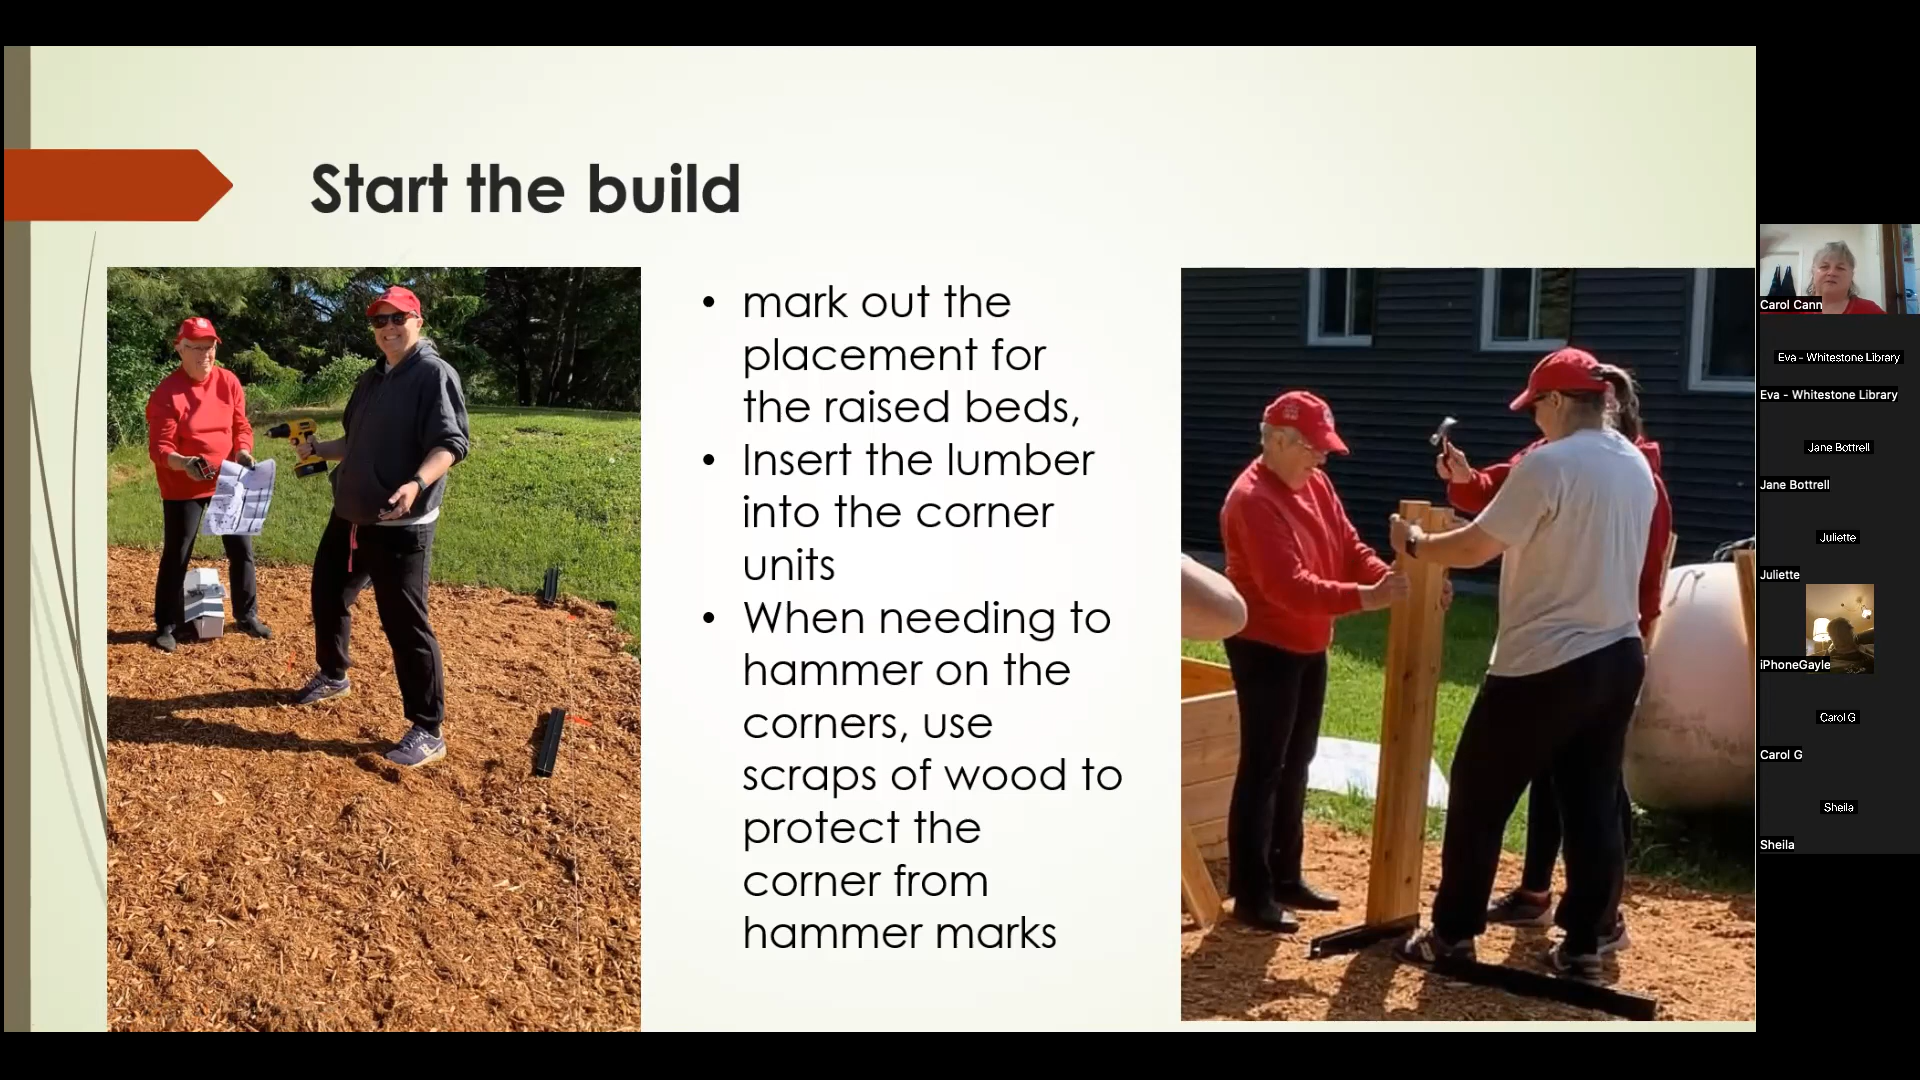 Start the build
• mark out the
placement for
the raised beds,
• Insert the lumber
into the corner
units
• When needing to
hammer on the
corners, use
scraps of wood to
protect the
corner from
hammer marks
Carol Cann
Eva - Whitestone Library
Eva - Whitestone Library
Jane Bottrell
Jane Bottrell
Juliette
Juliette
iPhoneGayle
Carol G
Carol G
Sheila
Sheila